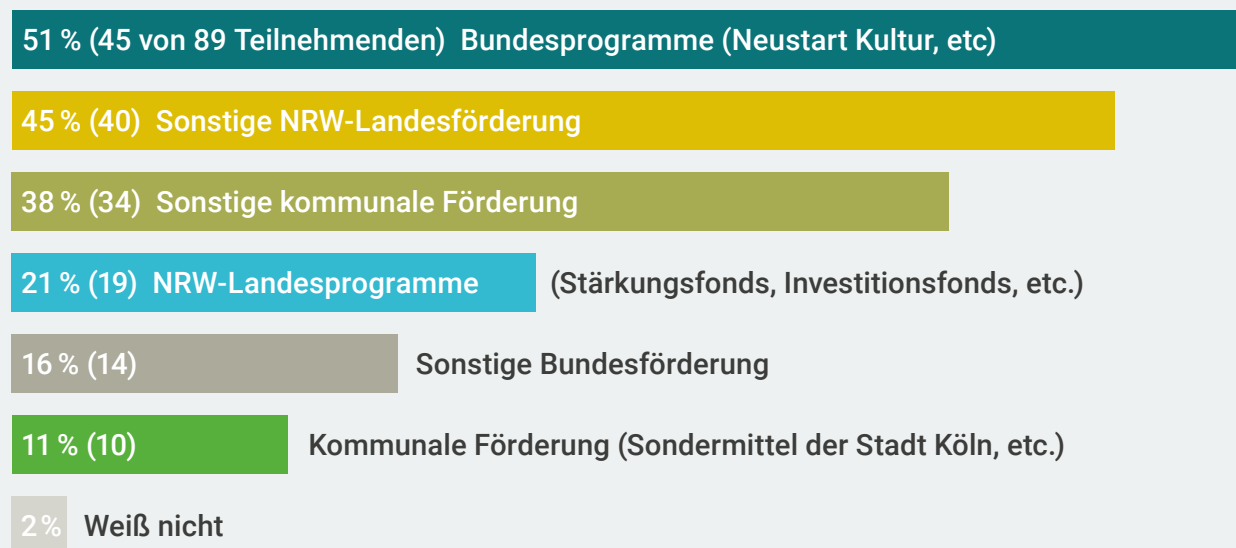 51 % (45 von 89 Teilnehmenden) Bundesprogramme (Neustart Kultur, etc)
45 % (40) Sonstige NRW-Landesförderung
38 % (34) Sonstige kommunale Förderung
21 % (19) NRW-Landesprogramme (Stärkungsfonds, Investitionsfonds, etc.)
16 % (14) Sonstige Bundesförderung
11 % (10) Kommunale Förderung (Sondermittel der Stadt Köln, etc.)
2 % Weiß nicht